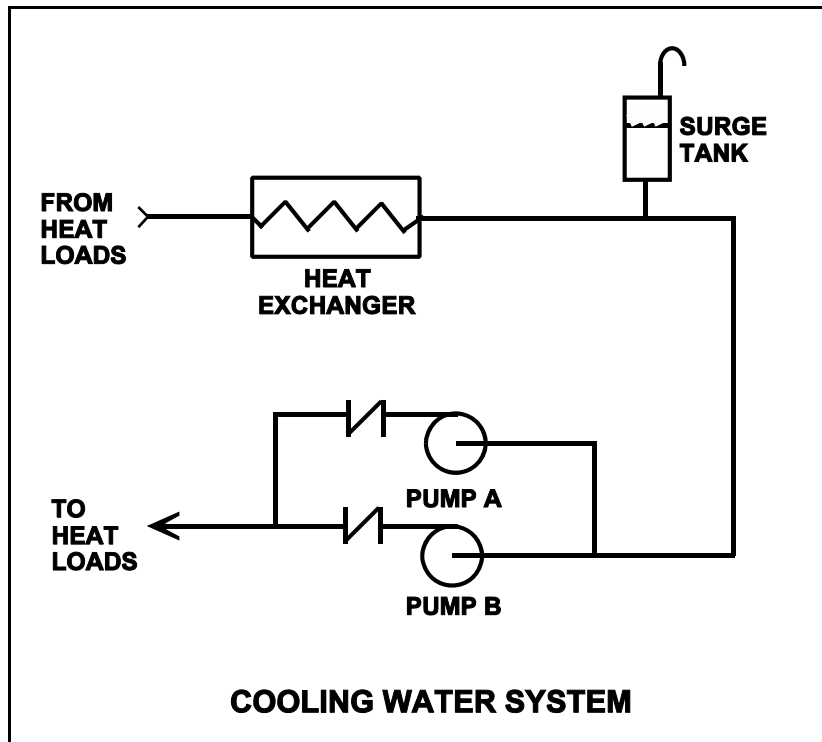 SURGE
TANK
FROM
HEAT
LOADS
HEAT
EXCHANGER
PUMP A
TO
HEAT
LOADS
PUMP B
COOLING WATER SYSTEM